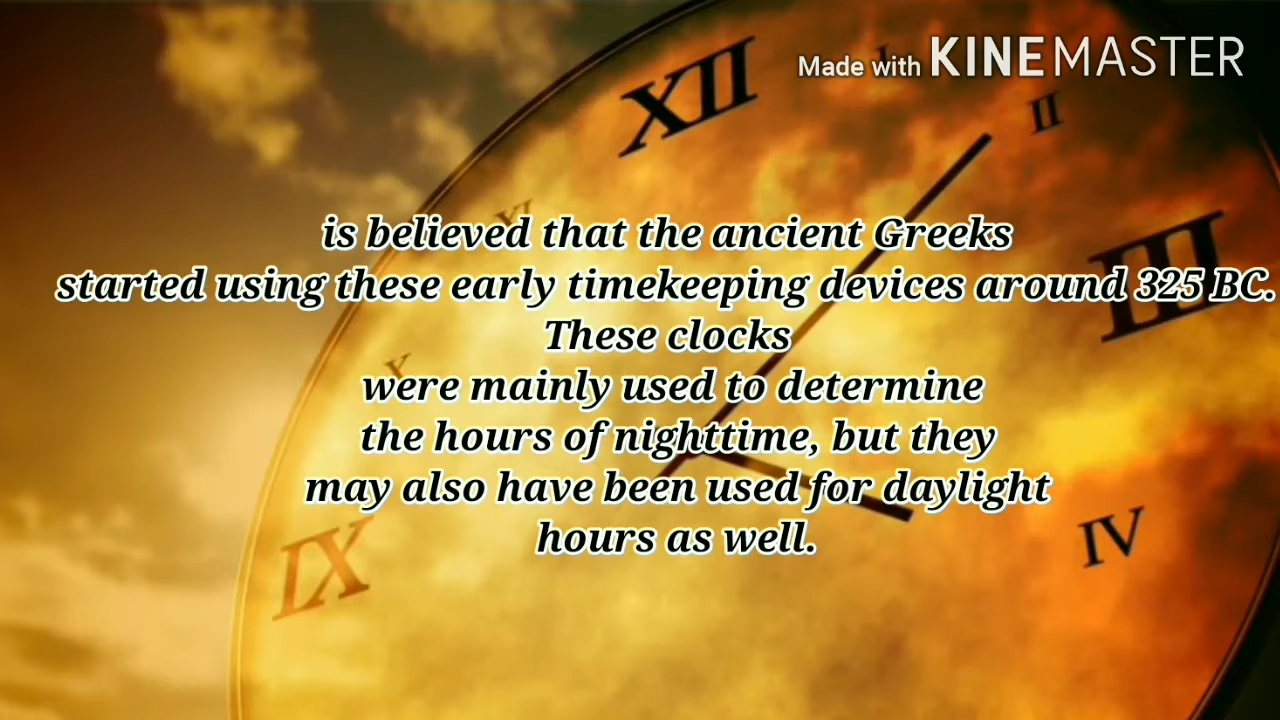 Made with KINEMASTER
XII
II
XI
is believed that the ancient Greeks
started using these early timekeeping devices around 325 BC.
III
These clocks
X
were mainly used to determine
the hours of nighttime, but they
may also have been used for daylight
hours as well.
IX
IV